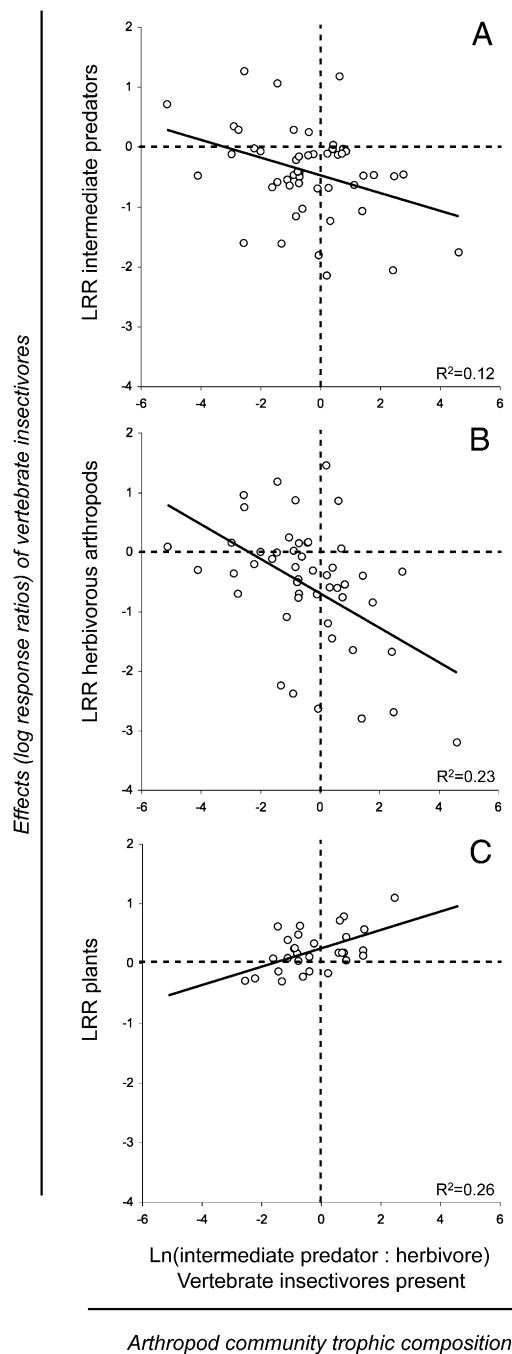 Effects (log response ratios) of vertebrate insectivores
A
LRR intermediate predators
2
1
0
-1
-2
-3
-4
R²=0.12
-6 -4 -2 0 2 4 6
B
LRR herbivorous arthropods
2
1
0
-1
-2
-3
-4
R²=0.23
-6 -4 -2 0 2 4 6
C
LRR plants
2
1
0
-1
-2
-3
-4
R²=0.26
-6 -4 -2 0 2 4 6
Ln(intermediate predator : herbivore)
Vertebrate insectivores present
Arthropod community trophic composition